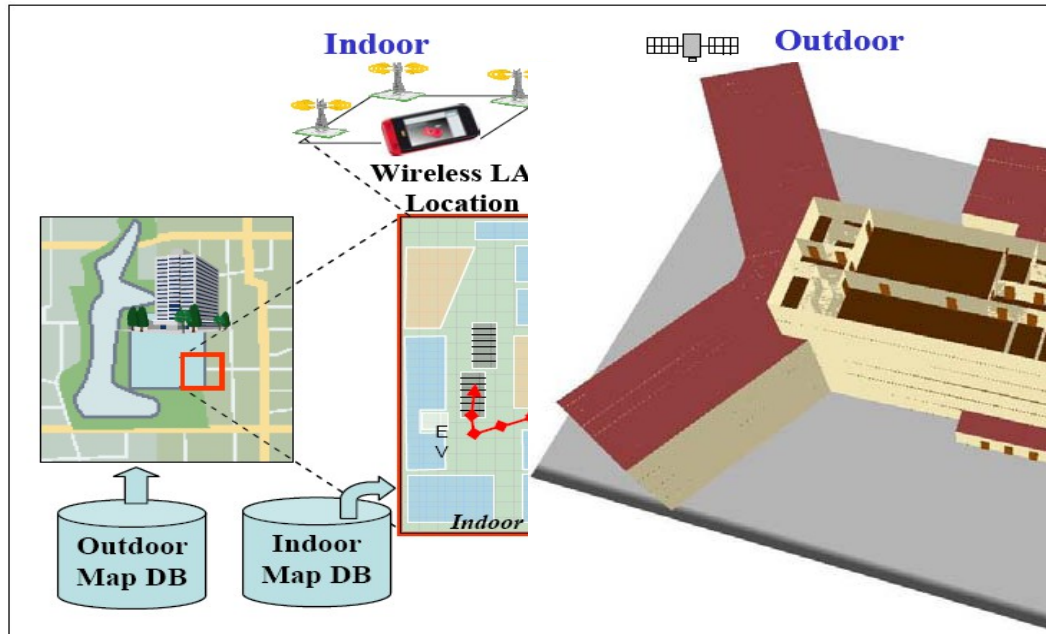 Indoor
Outdoor
Wireless LA
Location
E
V
Indoor
Outdoor
Map DB
Indoor
Map DB